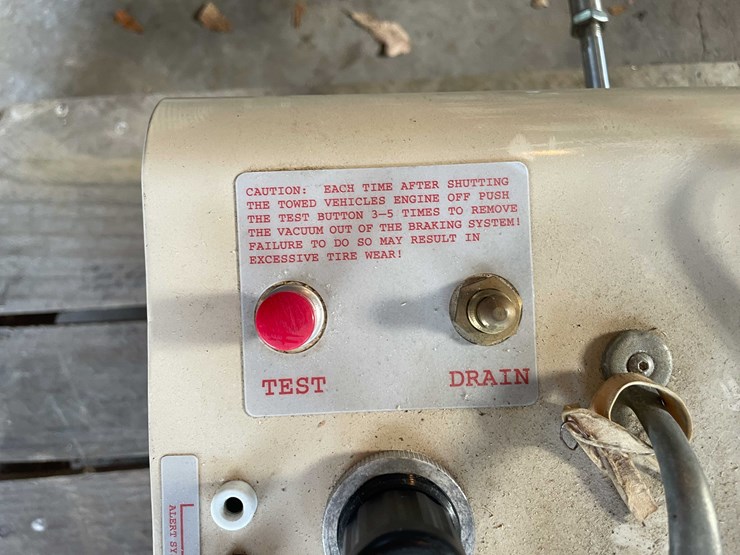 CAUTION: EACH TIME AFTER SHUTTING
THE TOWED VEHICLES ENGINE OFF PUSH
THE TEST BUTTON 3-5 TIMES TO REMOVE
THE VACUUM OUT OF THE BRAKING SYSTEM!
FAILURE TO DO SO MAY RESULT IN
EXCESSIVE TIRE WEAR!
TEST
DRAIN
ALERT SY